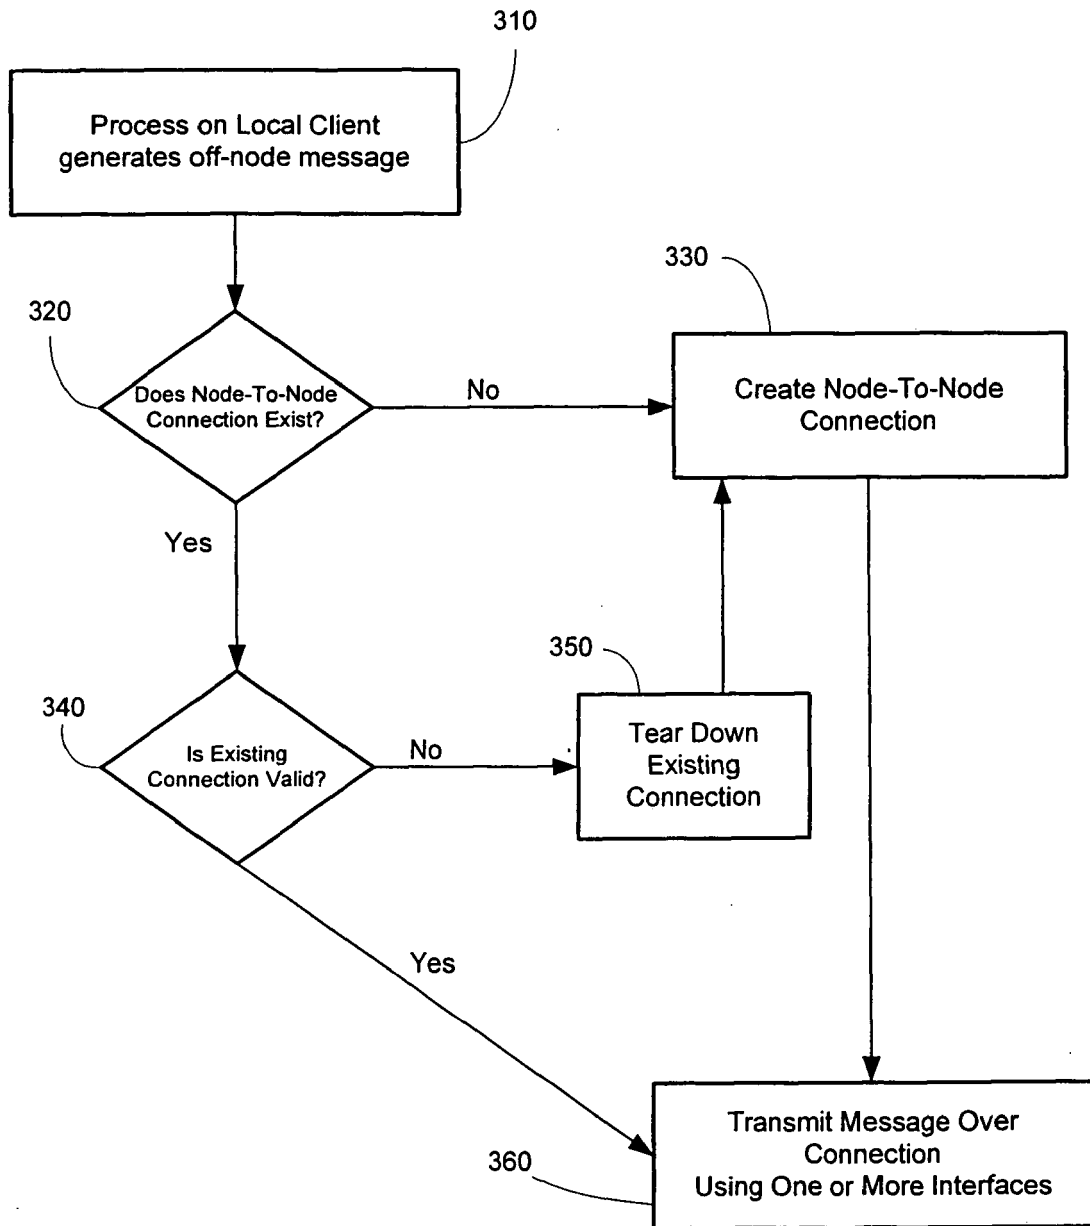 310
Process on Local Client
generates off-node message
330
320
Does Node-To-Node
Connection Exist?
No
Create Node-To-Node
Connection
Yes
350
340
Is Existing
Connection Valid?
No
Tear Down
Existing
Connection
Yes
360
Transmit Message Over
Connection
Using One or More Interfaces